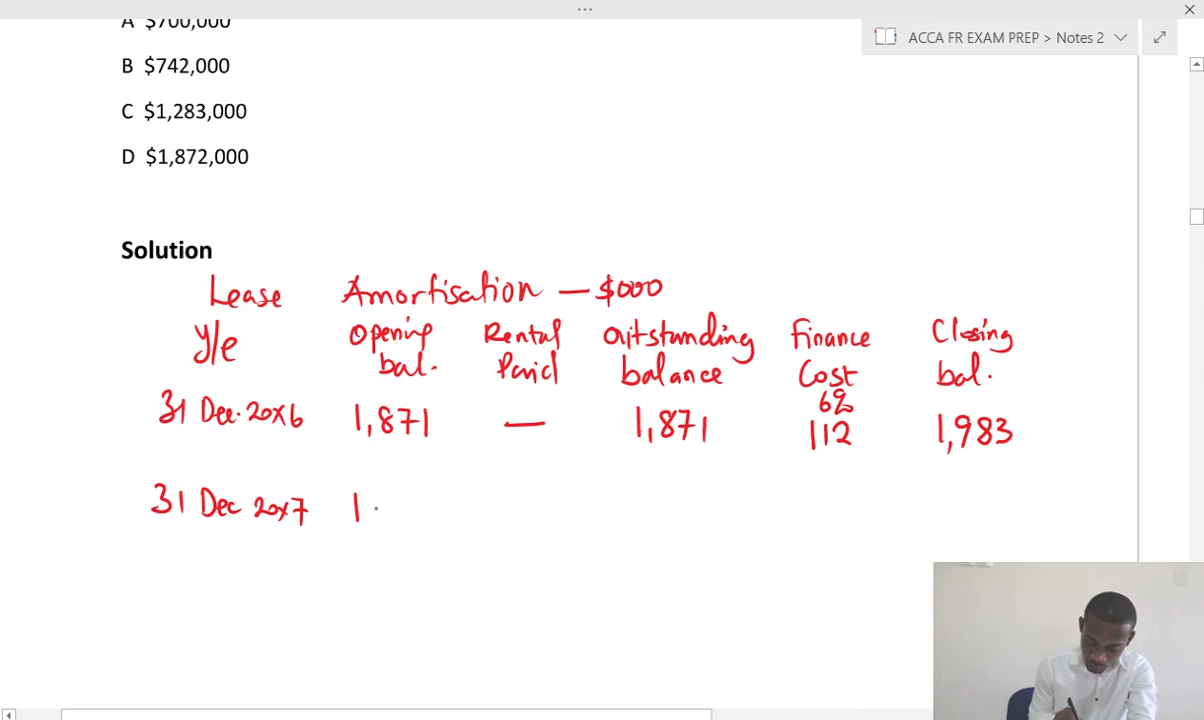 ACCA FR EXAM PREP > Notes 2
A $700,000
B $742,000
C $1,283,000
D $1,872,000
Solution
Lease Amortisation — $000
Y/e Opening bal. Rental Paid Outstanding balance Finance Cost 6% Closing bal.
31 Dec. 20x6 1,871 — 1,871 112 1,983
31 Dec 20x7 1